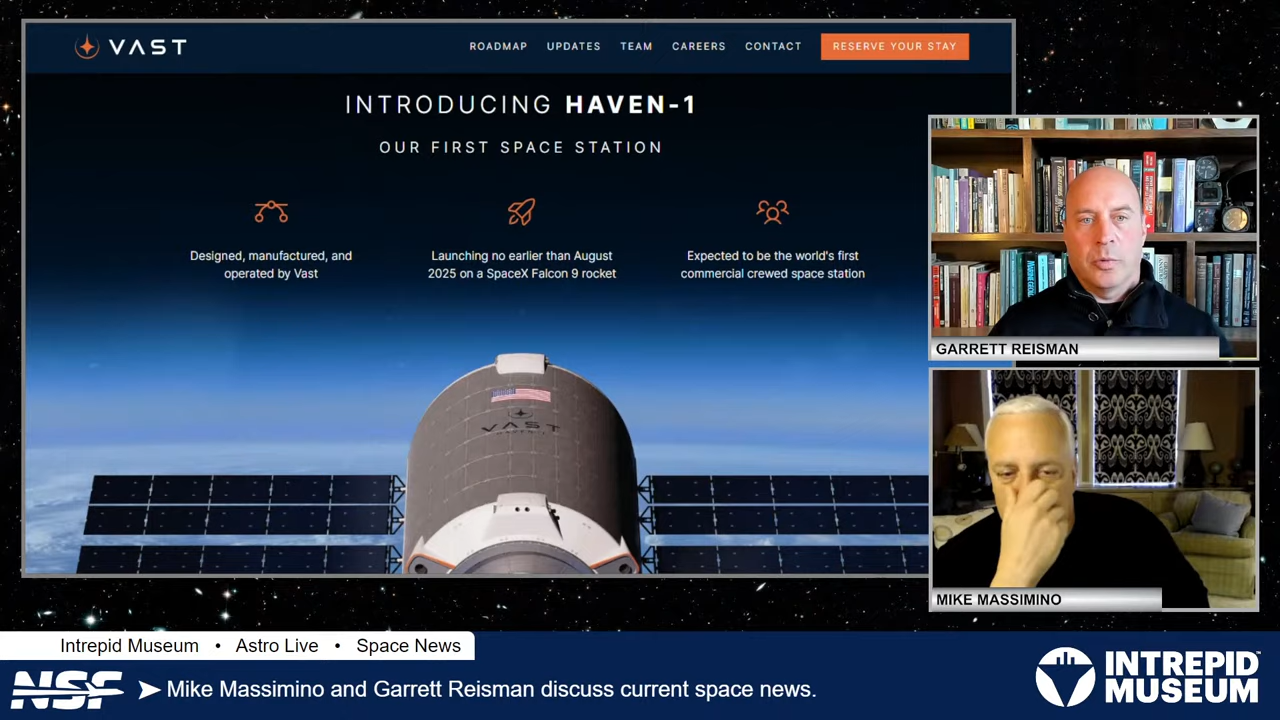 VAST
ROADMAP UPDATES TEAM CAREERS CONTACT RESERVE YOUR STAY
INTRODUCING HAVEN-1
OUR FIRST SPACE STATION
Designed, manufactured, and
operated by Vast
Launching no earlier than August
2025 on a SpaceX Falcon 9 rocket
Expected to be the world's first
commercial crewed space station
VAST
HAVEN-1
GARRETT REISMAN
MIKE MASSIMINO
Intrepid Museum • Astro Live • Space News
NSF
Mike Massimino and Garrett Reisman discuss current space news.
INTREPID
MUSEUM™